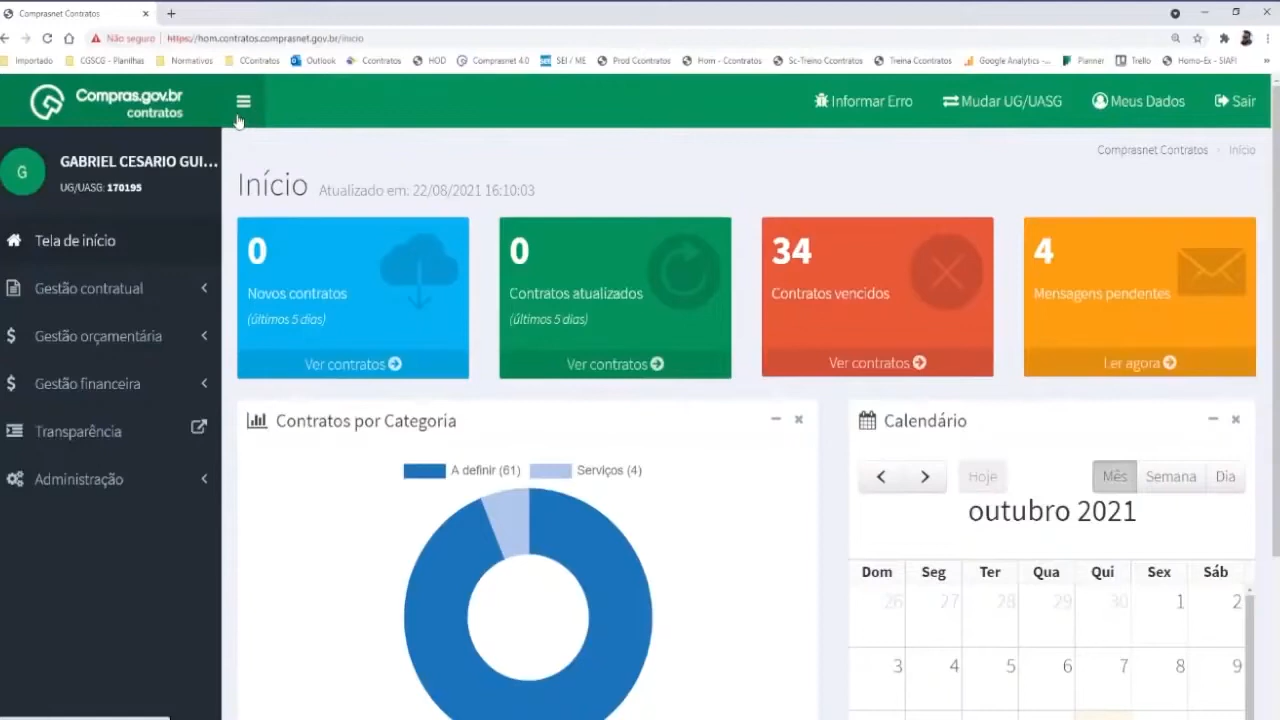 Comprasnet Contratos
Não seguro
https://hom.contratos.comprasnet.gov.br/inicio
Importado
CGSCG - Planilhas
Normativos
CContratos
Outlook
Ccontratos
HOD
Comprasnet 4.0
SEI / ME
Prod Ccontratos
Hom - Ccontratos
Sc-Treino Ccontratos
Treina Ccontratos
Google Analytics -...
Planner
Trello
Homo-Ex - SIAFI
Compras.gov.br
contratos
Informar Erro
Mudar UG/UASG
Meus Dados
Sair
G
GABRIEL CESARIO GUI...
UG/UASG: 170195
Comprasnet Contratos
Início
Início
Atualizado em: 22/08/2021 16:10:03
Tela de início
Gestão contratual
Gestão orçamentária
Gestão financeira
Transparência
Administração
0
Novos contratos
(últimos 5 dias)
Ver contratos
0
Contratos atualizados
(últimos 5 dias)
Ver contratos
34
Contratos vencidos
Ver contratos
4
Mensagens pendentes
Ler agora
Contratos por Categoria
A definir (61)
Serviços (4)
Calendário
Hoje
Mês
Semana
Dia
outubro 2021
Dom Seg Ter Qua Qui Sex Sáb
26 27 28 29 30 1 2
3 4 5 6 7 8 9